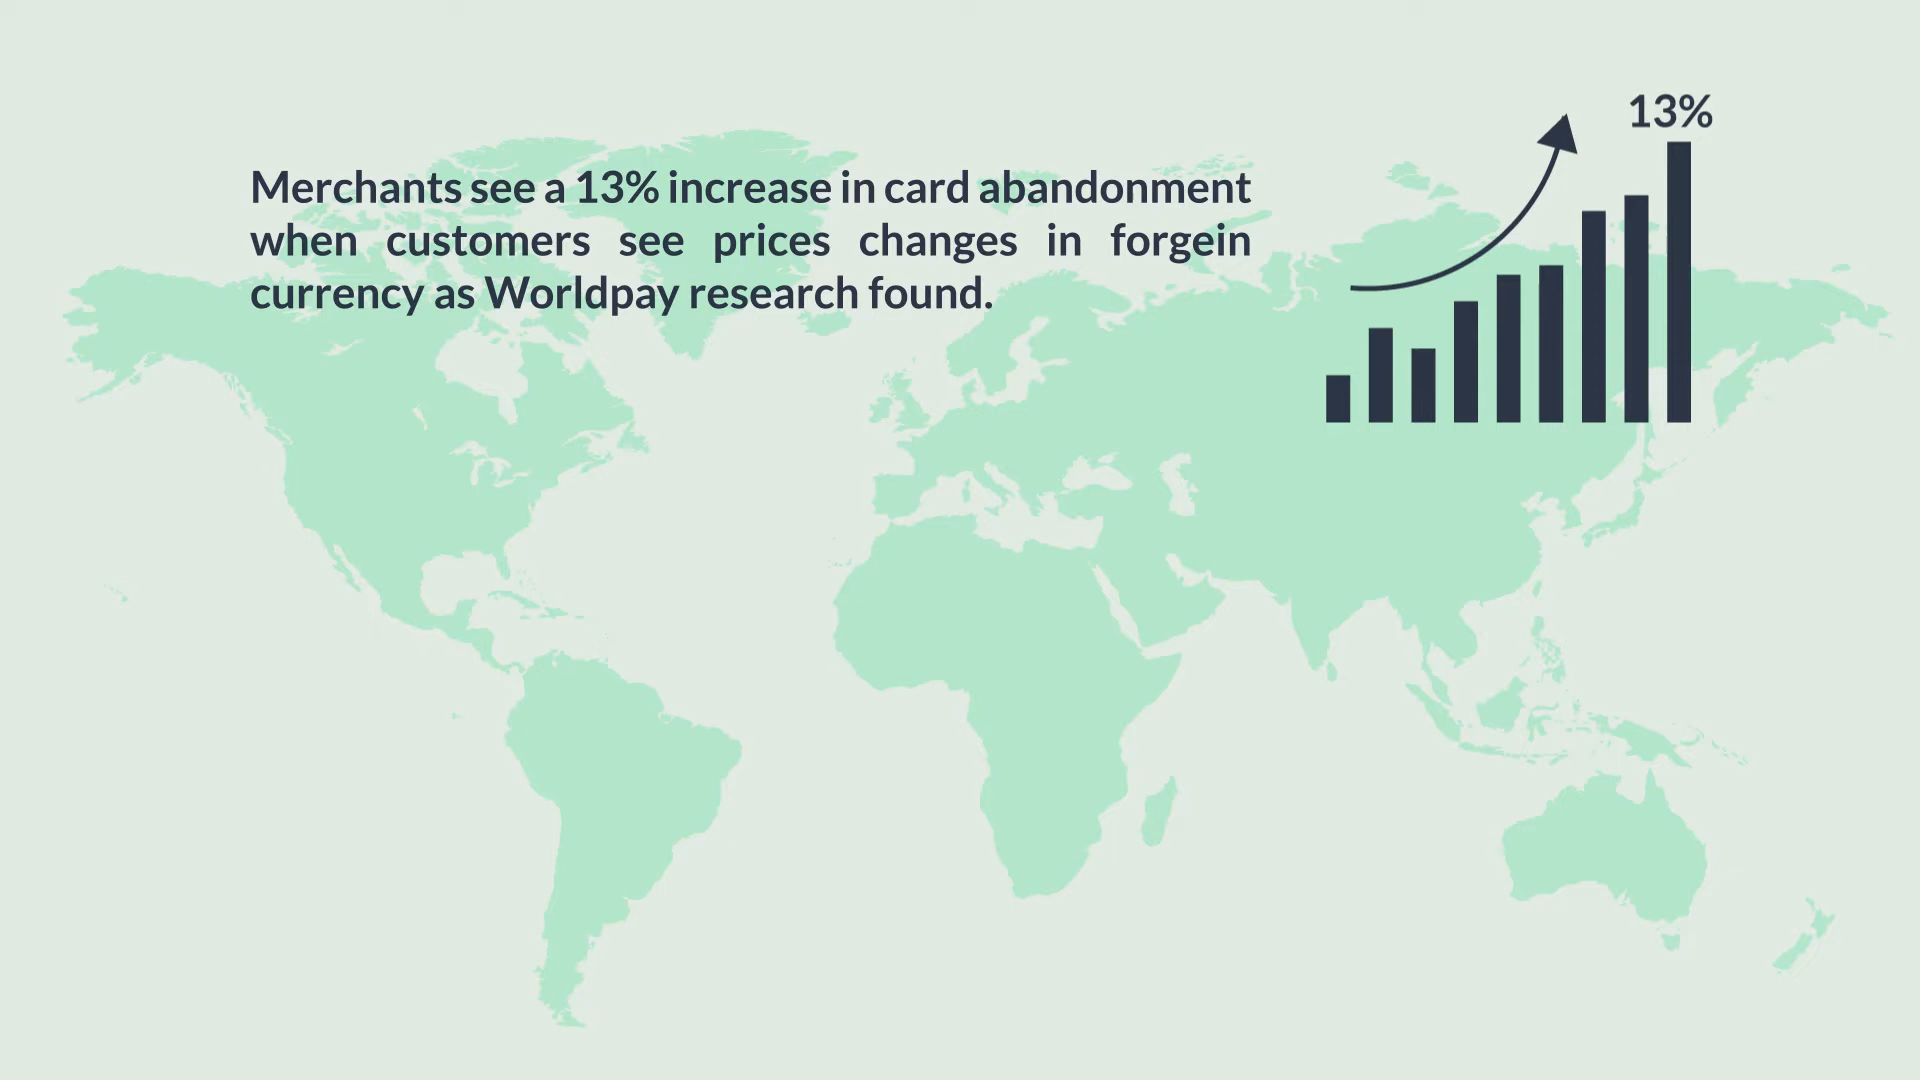 Merchants see a 13% increase in card abandonment
when customers see prices changes in forgein
currency as Worldpay research found.
13%